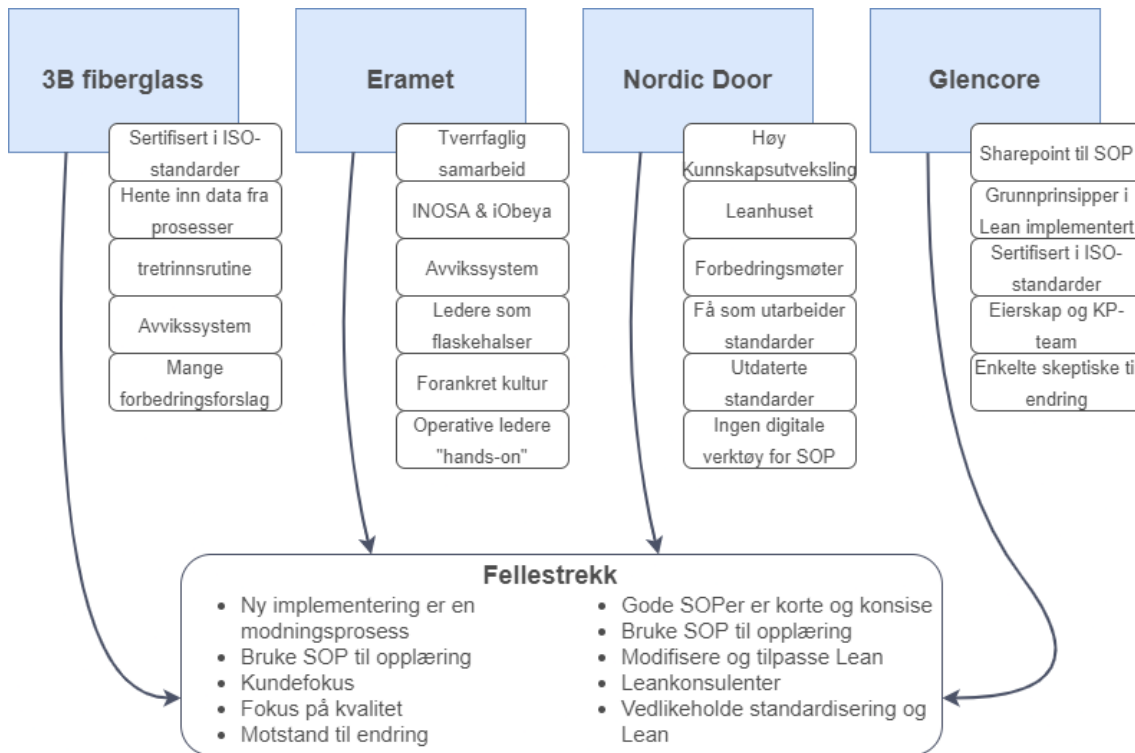 3B fiberglass
Sertifisert i ISO-
standarder
Hente inn data fra
prosesser
tretrinnsrutine
Avvikssystem
Mange
forbedringsforslag
Eramet
Tverrfaglig
samarbeid
INOSA & iObeya
Avvikssystem
Ledere som
flaskehalser
Forankret kultur
Operative ledere
"hands-on"
Nordic Door
Høy
Kunnskapsutveksling
Leanhuset
Forbedringsmøter
Få som utarbeider
standarder
Utdaterte
standarder
Ingen digitale
verktøy for SOP
Glencore
Sharepoint til SOP
Grunnprinsipper i
Lean implementert
Sertifisert i ISO-
standarder
Eierskap og KP-
team
Enkelte skeptiske ti
endring
Fellestrekk
• Ny implementering er en
modningsprosess
• Bruke SOP til opplæring
• Kundefokus
• Fokus på kvalitet
• Motstand til endring
• Gode SOPer er korte og konsise
• Bruke SOP til opplæring
• Modifisere og tilpasse Lean
• Leankonsulenter
• Vedlikeholde standardisering og
Lean